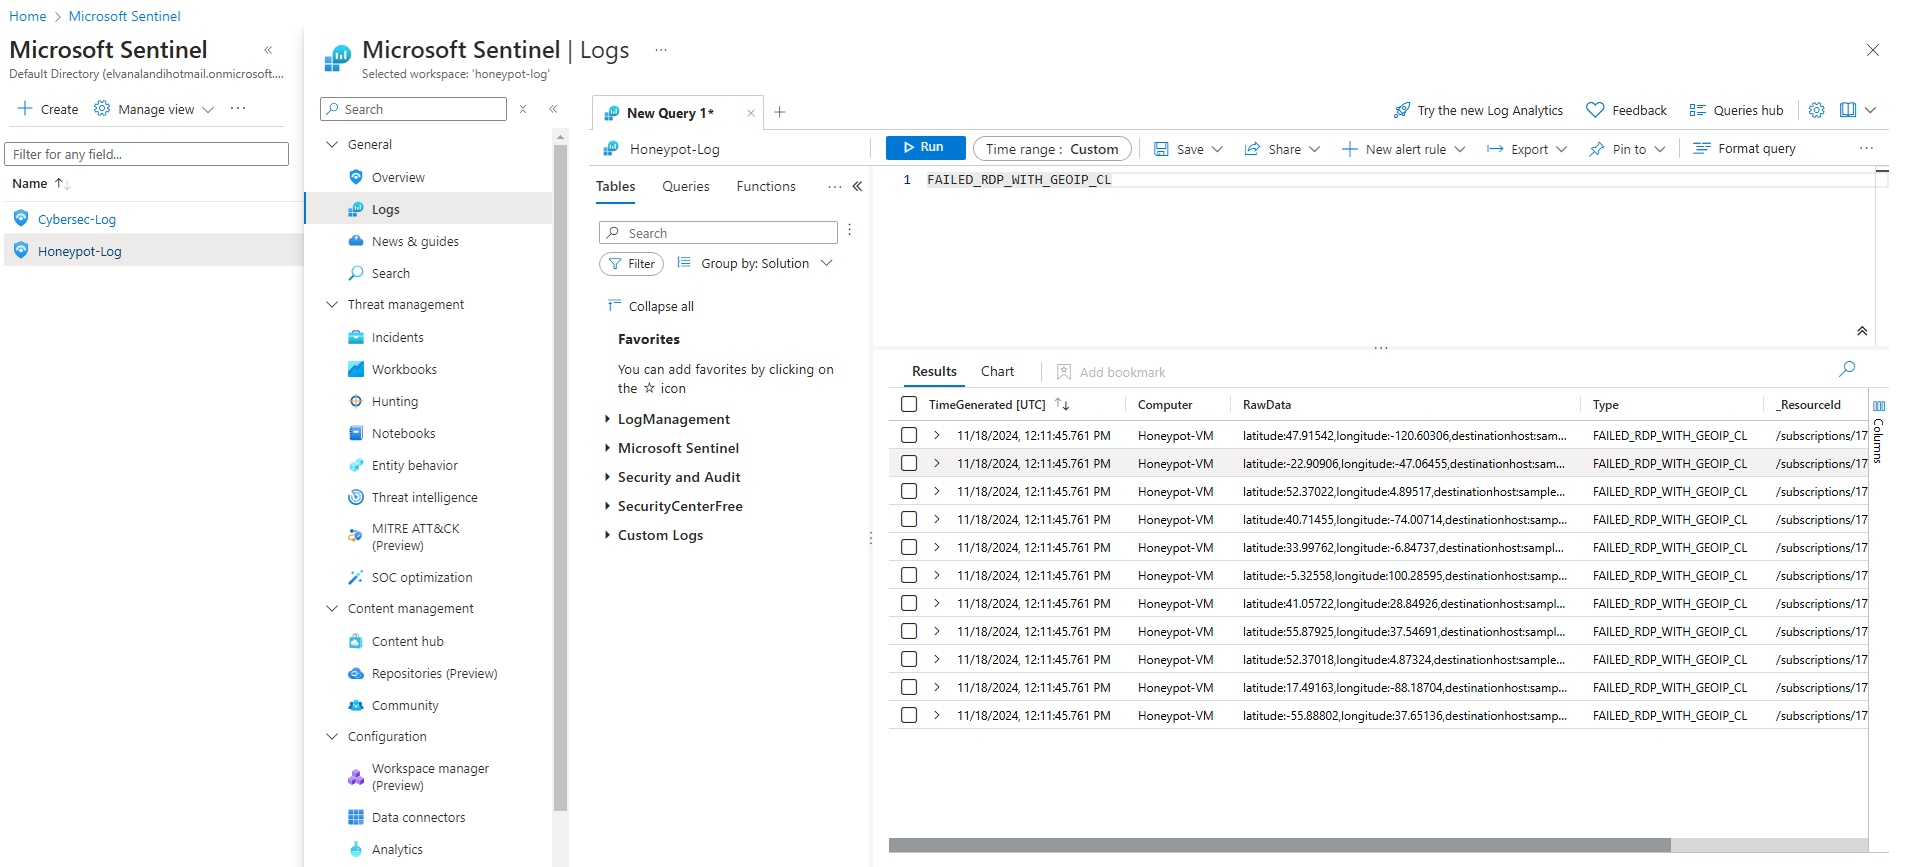 Home > Microsoft Sentinel
Microsoft Sentinel «
Default Directory (elvanalandihotmail.onmicrosoft....
Create Manage view ...
Filter for any field...
Name ↑↓
Cybersec-Log
Honeypot-Log
Microsoft Sentinel | Logs ...
Selected workspace: 'honeypot-log'
Search «
General
Overview
Logs
News & guides
Search
Threat management
Incidents
Workbooks
Hunting
Notebooks
Entity behavior
Threat intelligence
MITRE ATT&CK
(Preview)
SOC optimization
Content management
Content hub
Repositories (Preview)
Community
Configuration
Workspace manager
(Preview)
Data connectors
Analytics
New Query 1* × +
Try the new Log Analytics Feedback Queries hub
Honeypot-Log
Run Time range : Custom Save Share New alert rule Export Pin to Format query ...
Tables Queries Functions ... «
Search
Filter Group by: Solution
Collapse all
Favorites
You can add favorites by clicking on
the ☆ icon
LogManagement
Microsoft Sentinel
Security and Audit
SecurityCenterFree
Custom Logs
1 FAILED_RDP_WITH_GEOIP_CL
Results Chart Add bookmark
TimeGenerated [UTC] ↑↓ Computer RawData Type _ResourceId
11/18/2024, 12:11:45.761 PM Honeypot-VM latitude:47.91542,longitude:-120.60306,destinationhost:sam... FAILED_RDP_WITH_GEOIP_CL /subscriptions/17
11/18/2024, 12:11:45.761 PM Honeypot-VM latitude:-22.90906,longitude:-47.06455,destinationhost:sam... FAILED_RDP_WITH_GEOIP_CL /subscriptions/17
11/18/2024, 12:11:45.761 PM Honeypot-VM latitude:52.37022,longitude:4.89517,destinationhost:sample... FAILED_RDP_WITH_GEOIP_CL /subscriptions/17
11/18/2024, 12:11:45.761 PM Honeypot-VM latitude:40.71455,longitude:-74.00714,destinationhost:samp... FAILED_RDP_WITH_GEOIP_CL /subscriptions/17
11/18/2024, 12:11:45.761 PM Honeypot-VM latitude:33.99762,longitude:-6.84737,destinationhost:sampl... FAILED_RDP_WITH_GEOIP_CL /subscriptions/17
11/18/2024, 12:11:45.761 PM Honeypot-VM latitude:-5.32558,longitude:100.28595,destinationhost:samp... FAILED_RDP_WITH_GEOIP_CL /subscriptions/17
11/18/2024, 12:11:45.761 PM Honeypot-VM latitude:41.05722,longitude:28.84926,destinationhost:sampl... FAILED_RDP_WITH_GEOIP_CL /subscriptions/17
11/18/2024, 12:11:45.761 PM Honeypot-VM latitude:55.87925,longitude:37.54691,destinationhost:sampl... FAILED_RDP_WITH_GEOIP_CL /subscriptions/17
11/18/2024, 12:11:45.761 PM Honeypot-VM latitude:52.37018,longitude:4.87324,destinationhost:sample... FAILED_RDP_WITH_GEOIP_CL /subscriptions/17
11/18/2024, 12:11:45.761 PM Honeypot-VM latitude:17.49163,longitude:-88.18704,destinationhost:samp... FAILED_RDP_WITH_GEOIP_CL /subscriptions/17
11/18/2024, 12:11:45.761 PM Honeypot-VM latitude:-55.88802,longitude:37.65136,destinationhost:samp... FAILED_RDP_WITH_GEOIP_CL /subscriptions/17
Columns